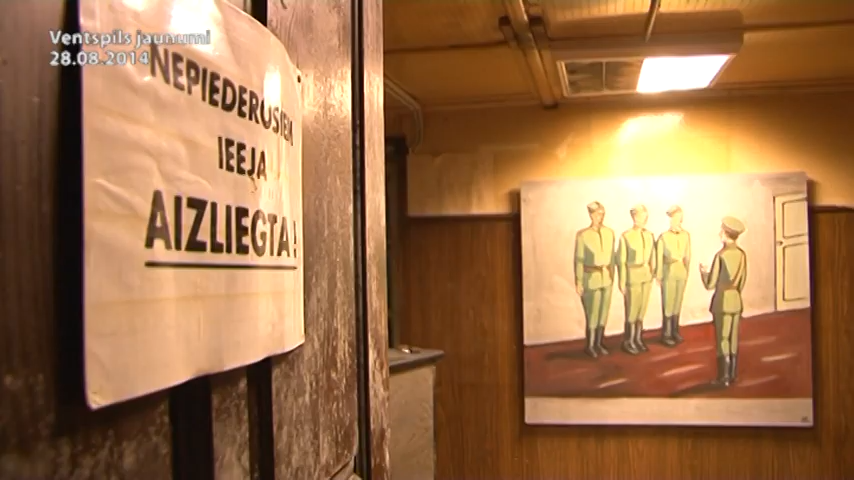 Ventspils jaunumi
28.08.2014
NEPIEDEROŠIEM
IEEJA
AIZLIEGTA!